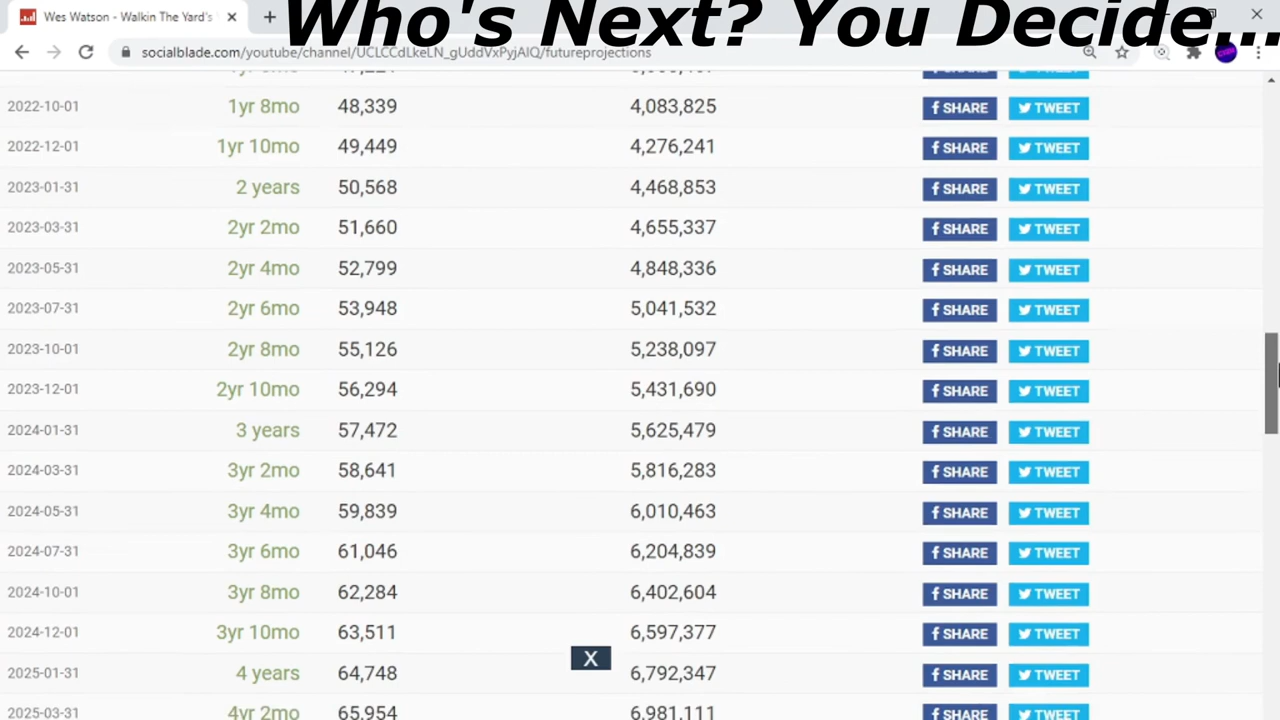 Wes Watson - Walkin The Yard's
Who's Next? You Decide...
socialblade.com/youtube/channel/UCLCCdLkeLN_gUddVxPyjAIQ/futureprojections
2022-10-01 1yr 8mo 48,339 4,083,825 SHARE TWEET
2022-12-01 1yr 10mo 49,449 4,276,241 SHARE TWEET
2023-01-31 2 years 50,568 4,468,853 SHARE TWEET
2023-03-31 2yr 2mo 51,660 4,655,337 SHARE TWEET
2023-05-31 2yr 4mo 52,799 4,848,336 SHARE TWEET
2023-07-31 2yr 6mo 53,948 5,041,532 SHARE TWEET
2023-10-01 2yr 8mo 55,126 5,238,097 SHARE TWEET
2023-12-01 2yr 10mo 56,294 5,431,690 SHARE TWEET
2024-01-31 3 years 57,472 5,625,479 SHARE TWEET
2024-03-31 3yr 2mo 58,641 5,816,283 SHARE TWEET
2024-05-31 3yr 4mo 59,839 6,010,463 SHARE TWEET
2024-07-31 3yr 6mo 61,046 6,204,839 SHARE TWEET
2024-10-01 3yr 8mo 62,284 6,402,604 SHARE TWEET
2024-12-01 3yr 10mo 63,511 6,597,377 SHARE TWEET
X
2025-01-31 4 years 64,748 6,792,347 SHARE TWEET
2025-03-31 4yr 2mo 65,954 6,981,111 SHARE TWEET